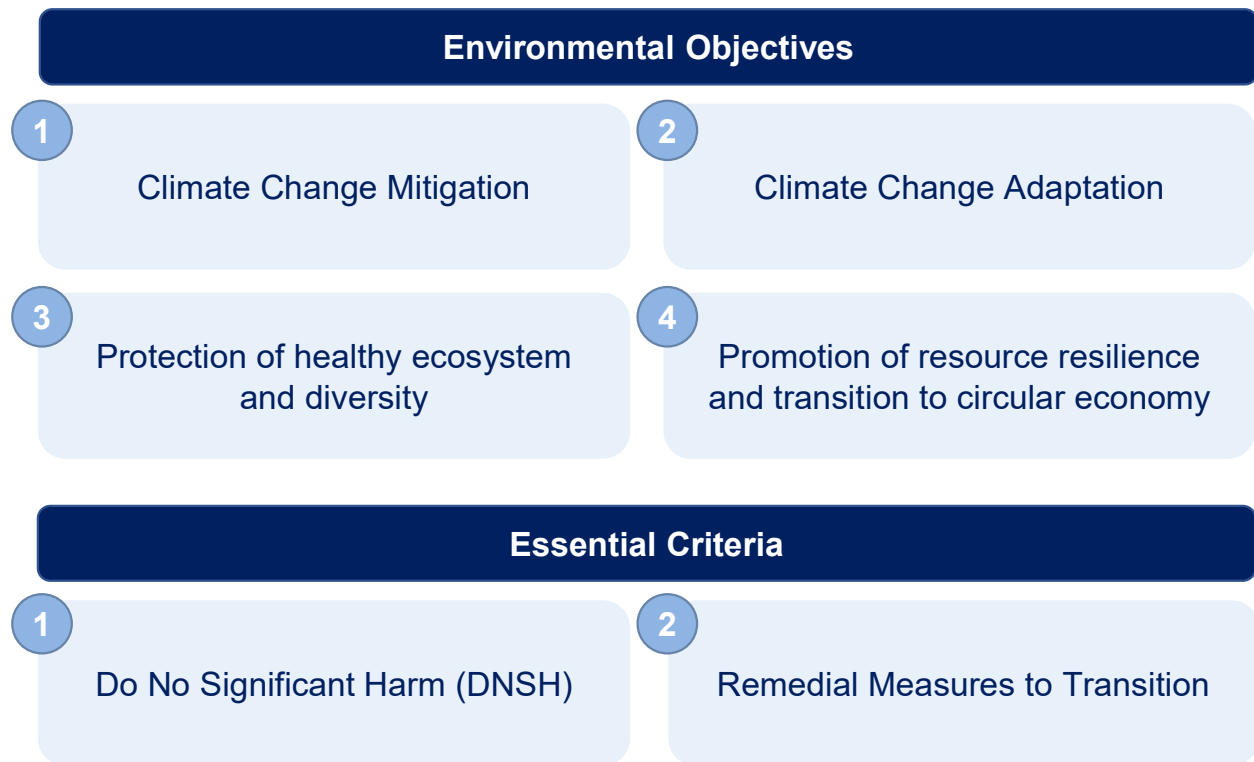 Environmental Objectives
1
Climate Change Mitigation
2
Climate Change Adaptation
3
Protection of healthy ecosystem
and diversity
4
Promotion of resource resilience
and transition to circular economy
Essential Criteria
1
Do No Significant Harm (DNSH)
2
Remedial Measures to Transition